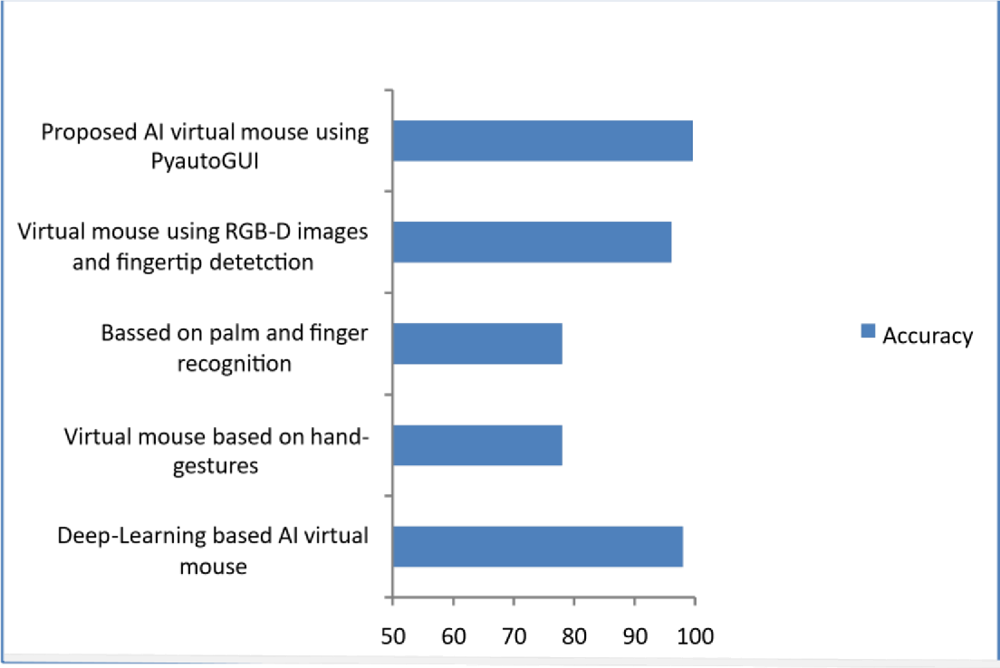 Proposed AI virtual mouse using
PyautoGUI
Virtual mouse using RGB-D images
and fingertip detetction
Bassed on palm and finger
recognition
Virtual mouse based on hand-
gestures
Deep-Learning based AI virtual
mouse
Accuracy
50 60 70 80 90 100